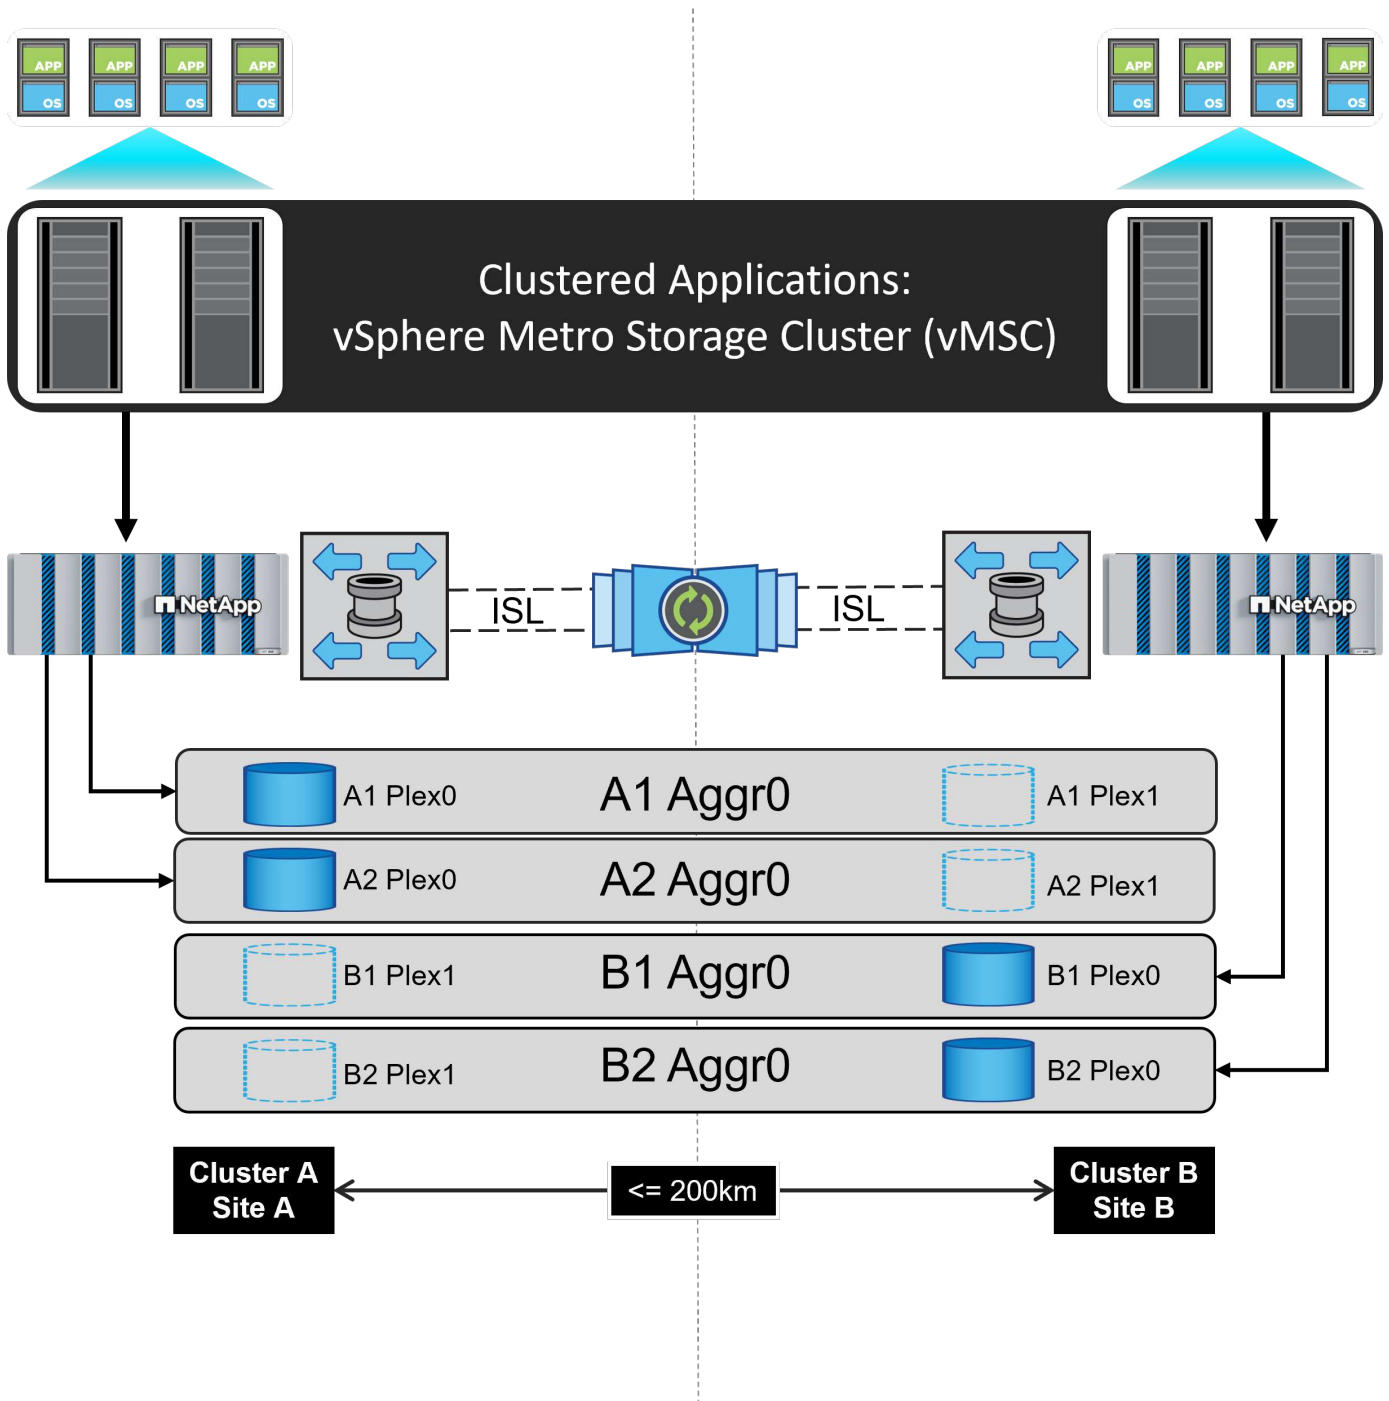 APP APP APP APP
OS OS OS OS
APP APP APP APP
OS OS OS OS
Clustered Applications:
vSphere Metro Storage Cluster (vMSC)
NetApp
ISL
ISL
NetApp
A1 Plex0
A1 Aggr0
A1 Plex1
A2 Plex0
A2 Aggr0
A2 Plex1
B1 Plex1
B1 Aggr0
B1 Plex0
B2 Plex1
B2 Aggr0
B2 Plex0
Cluster A
Site A
<= 200km
Cluster B
Site B